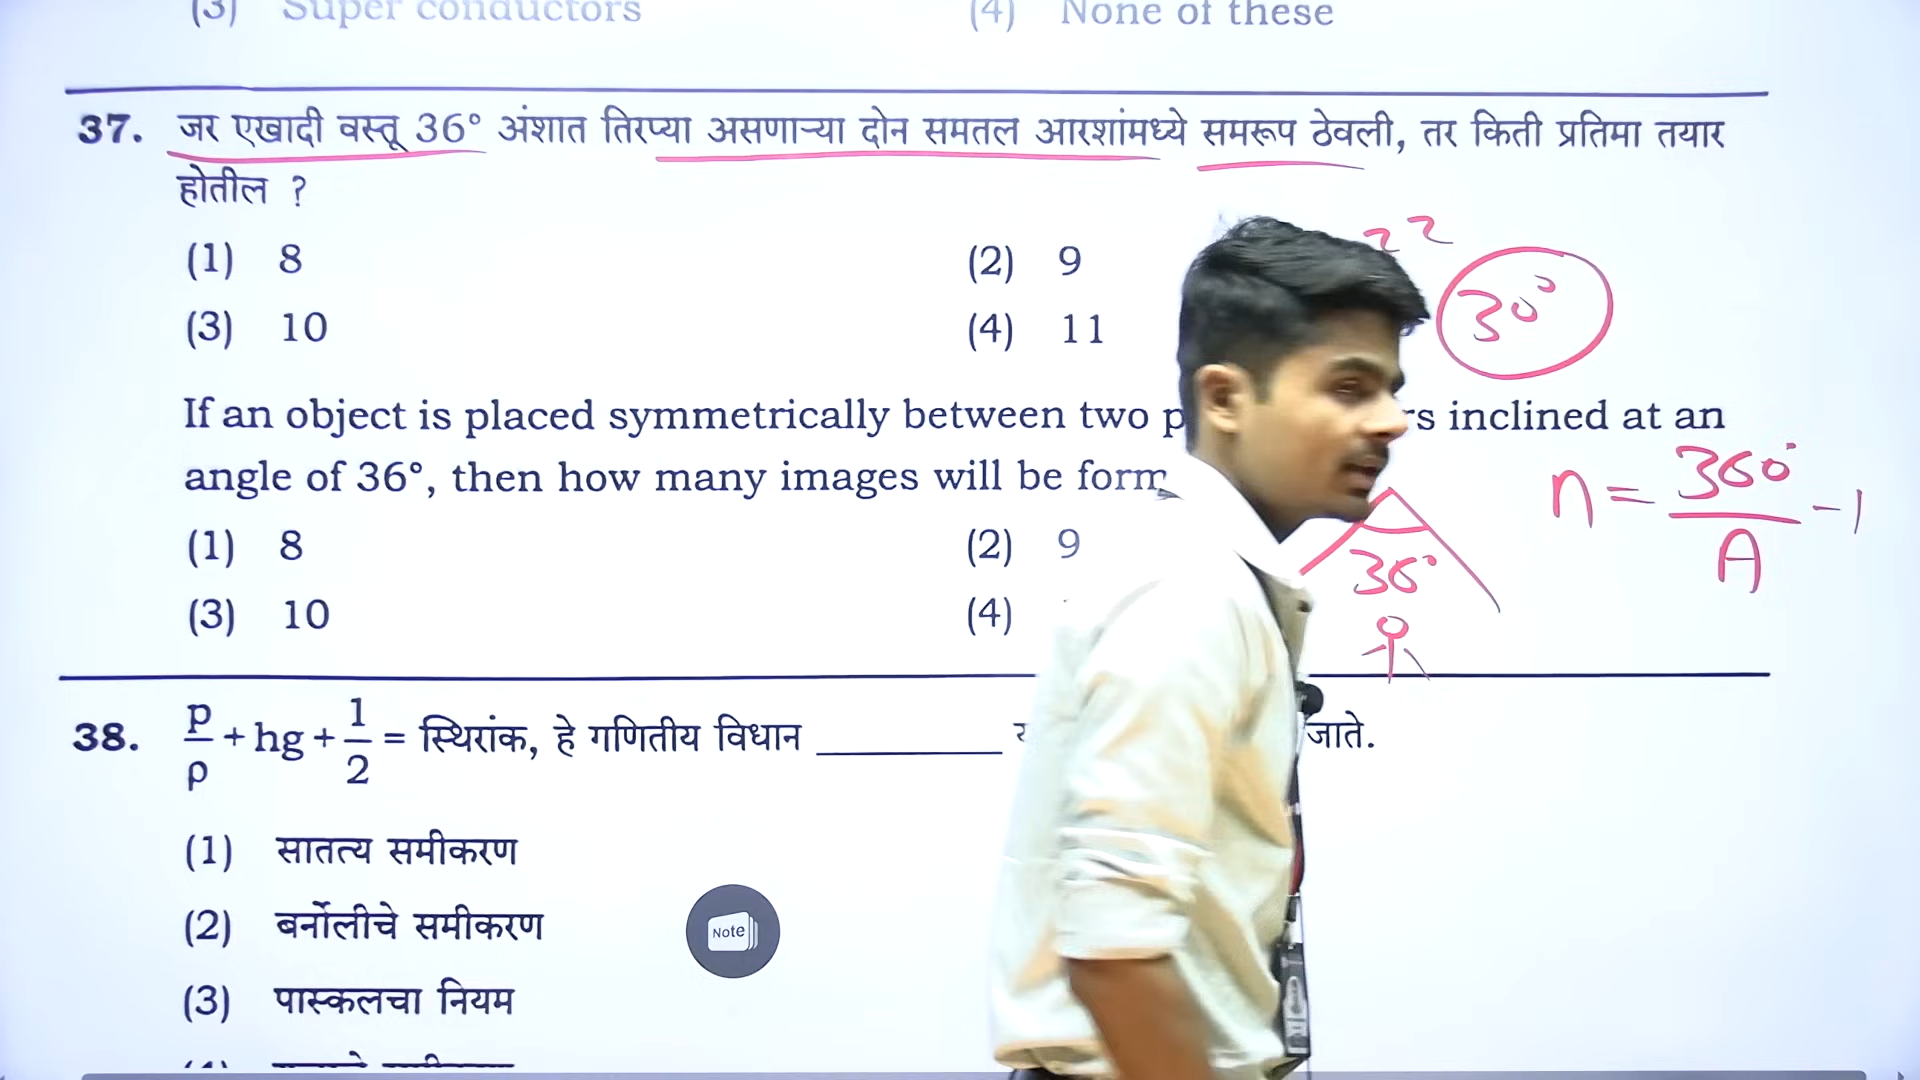 (3) Super conductors (4) None of these
37. जर एखादी वस्तू 36° अंशात तिरप्या असणाऱ्या दोन समतल आरशांमध्ये समरूप ठेवली, तर किती प्रतिमा तयार
होतील ?
(1) 8 (2) 9
(3) 10 (4) 11
30°
If an object is placed symmetrically between two p s inclined at an
angle of 36°, then how many images will be form
n = 360° / A - 1
(1) 8 (2) 9
36°
(3) 10 (4)
38. p/ρ + hg + 1/2 = स्थिरांक, हे गणितीय विधान ________ जाते.
(1) सातत्य समीकरण
(2) बर्नोलीचे समीकरण
Note
(3) पास्कलचा नियम